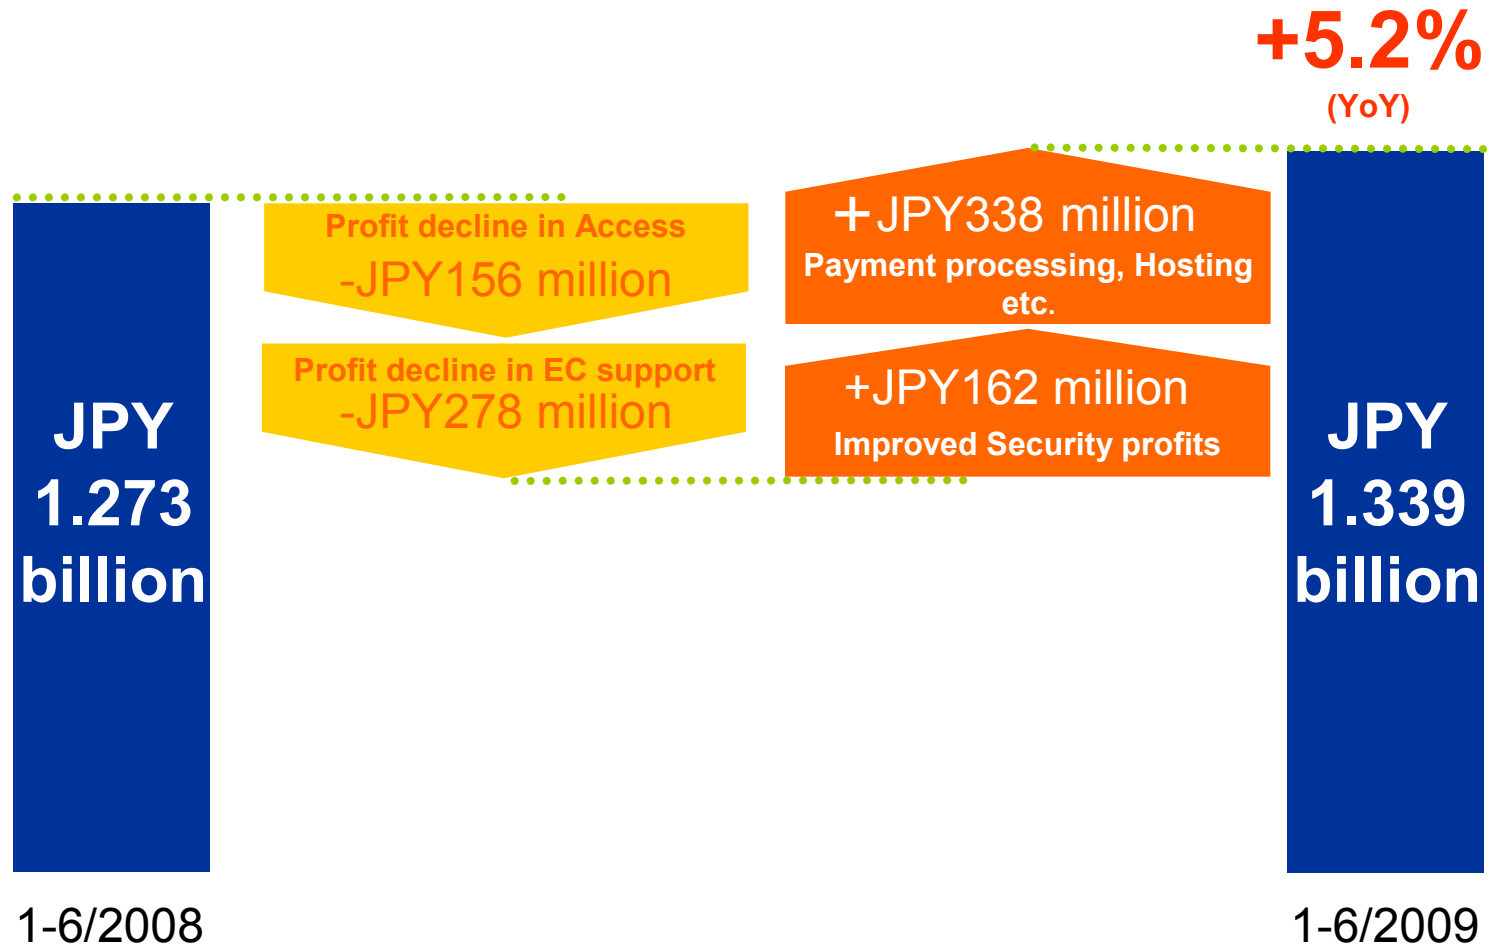 +5.2%
(YoY)
Profit decline in Access
-JPY156 million
Profit decline in EC support
-JPY278 million
+JPY338 million
Payment processing, Hosting
etc.
+JPY162 million
Improved Security profits
JPY
1.273
billion
JPY
1.339
billion
1-6/2008
1-6/2009